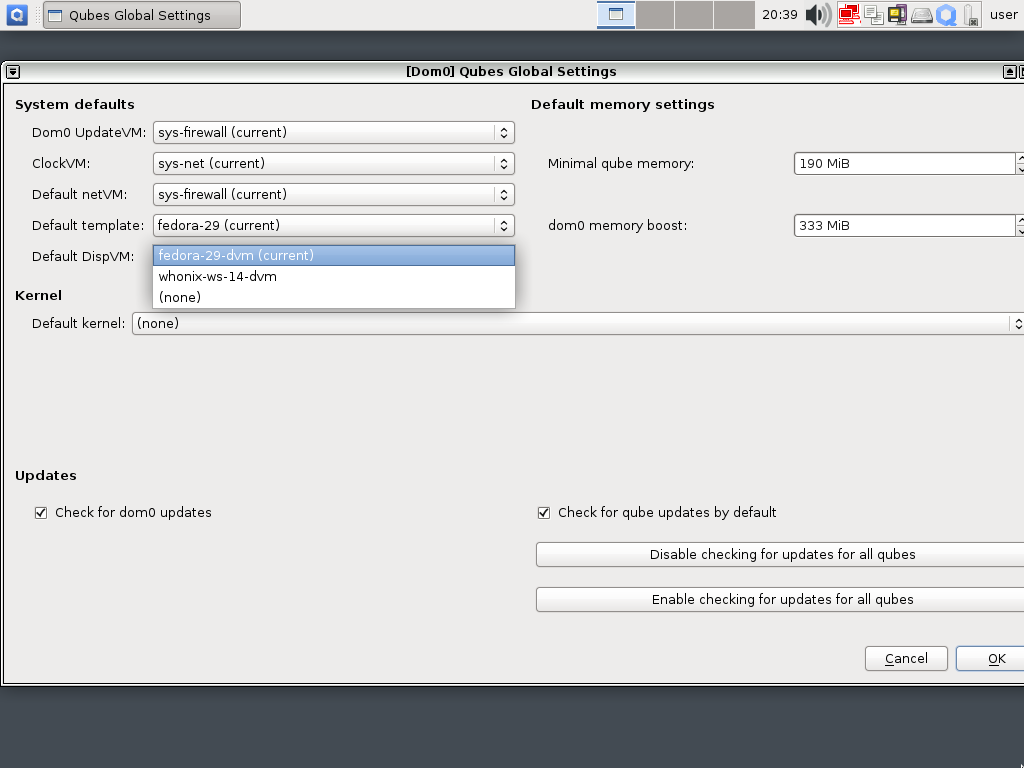 Qubes Global Settings
20:39
user
[Dom0] Qubes Global Settings
System defaults
Default memory settings
Dom0 UpdateVM: sys-firewall (current)
ClockVM: sys-net (current)
Minimal qube memory: 190 MiB
Default netVM: sys-firewall (current)
Default template: fedora-29 (current)
dom0 memory boost: 333 MiB
Default DispVM: fedora-29-dvm (current)
whonix-ws-14-dvm
(none)
Kernel
Default kernel: (none)
Updates
Check for dom0 updates
Check for qube updates by default
Disable checking for updates for all qubes
Enable checking for updates for all qubes
Cancel
OK